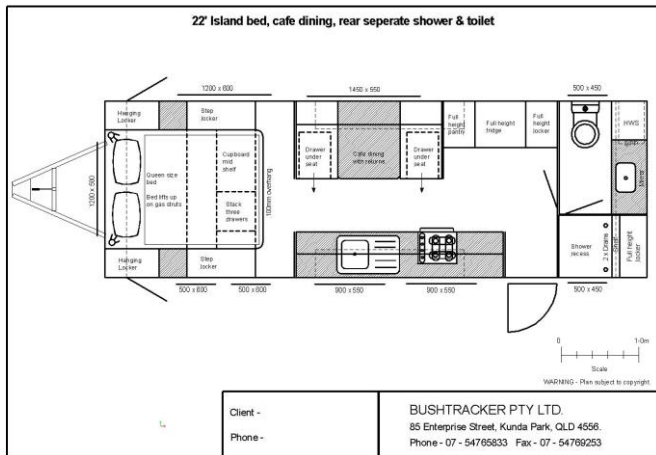 22' Island bed, cafe dining, rear seperate shower & toilet
1200 x 600
1450 x 550
500 x 450
Hanging
Locker
Step
locker
Full
height
pantry
Full height
fridge
Full
height
locker
HWS
Drawer
under
seat
Cafe dining
with returns
Drawer
under
seat
Cupboard
mid
shelf
Queen size
bed
Bed lifts up
on gas struts
Stack
three
drawers
100mm overhang
Shower
recess
2 x Drains
Full height
locker
Hanging
Locker
Step
locker
500 x 600
500 x 600
900 x 550
900 x 550
500 x 450
0
1·0m
Scale
WARNING - Plan subject to copyright.
Client -
Phone -
BUSHTRACKER PTY LTD.
85 Enterprise Street, Kunda Park, QLD 4556.
Phone - 07 - 54765833 Fax - 07 - 54769253